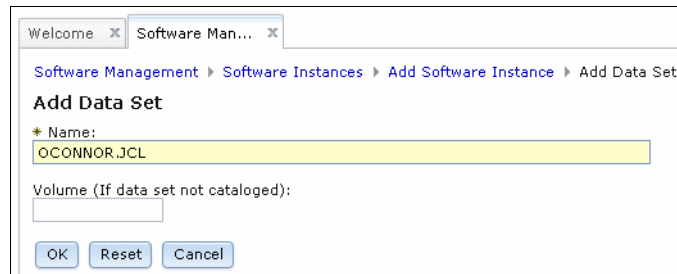 Welcome X Software Man... X
Software Management ▸ Software Instances ▸ Add Software Instance ▸ Add Data Set
Add Data Set
* Name:
OCONNOR.JCL
Volume (If data set not cataloged):
OK Reset Cancel